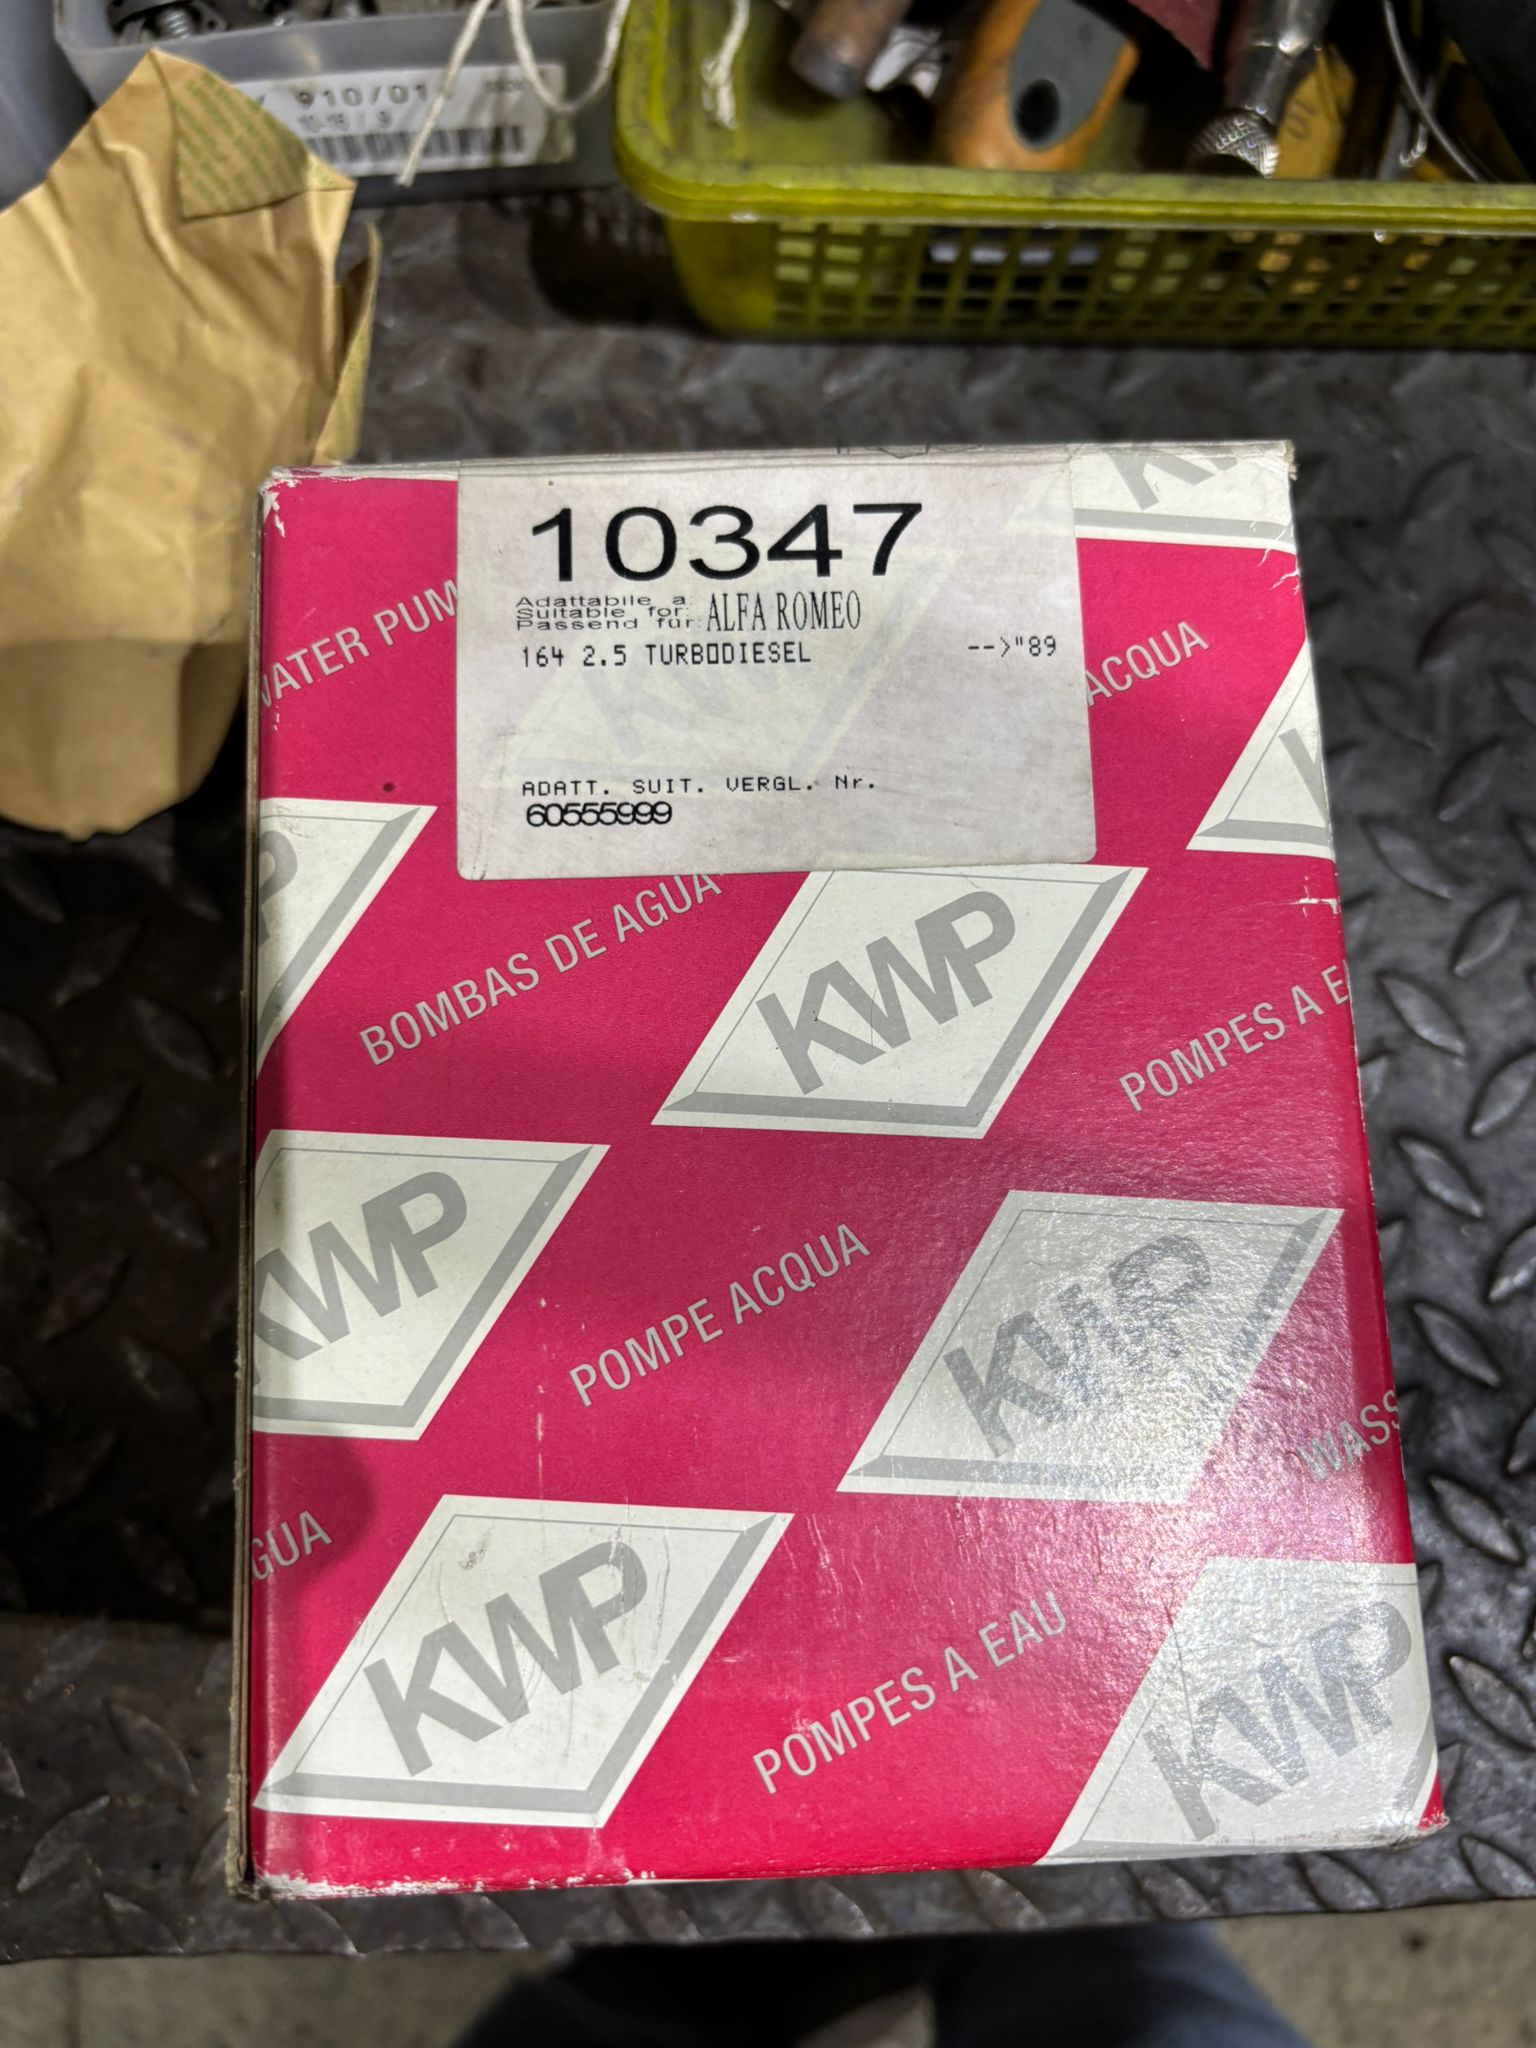 910/01
10347
Adattabile a:
Suitable for:
Passend für: ALFA ROMEO
164 2.5 TURBODIESEL -->"89
ADATT. SUIT. VERGL. Nr.
60555999
WATER PUM
ACQUA
BOMBAS DE AGUA
KWP
POMPES A E
KWP
POMPE ACQUA
KWP
WASS
GUA
KWP
POMPES A EAU
KWP